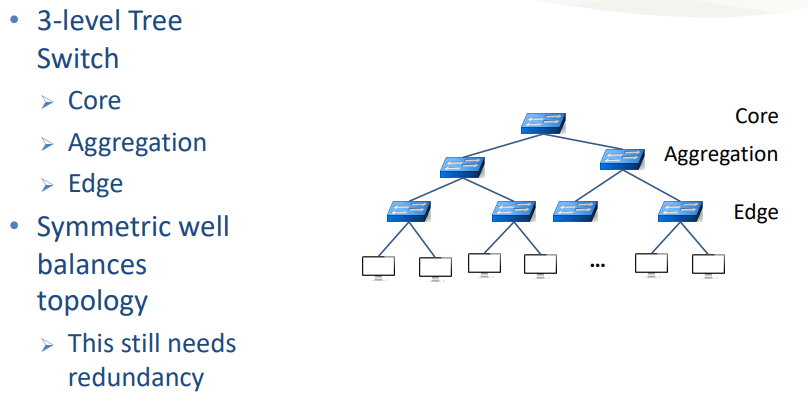 • 3-level Tree
Switch
➢ Core
➢ Aggregation
➢ Edge
• Symmetric well
balances
topology
➢ This still needs
redundancy
Core
Aggregation
Edge
...